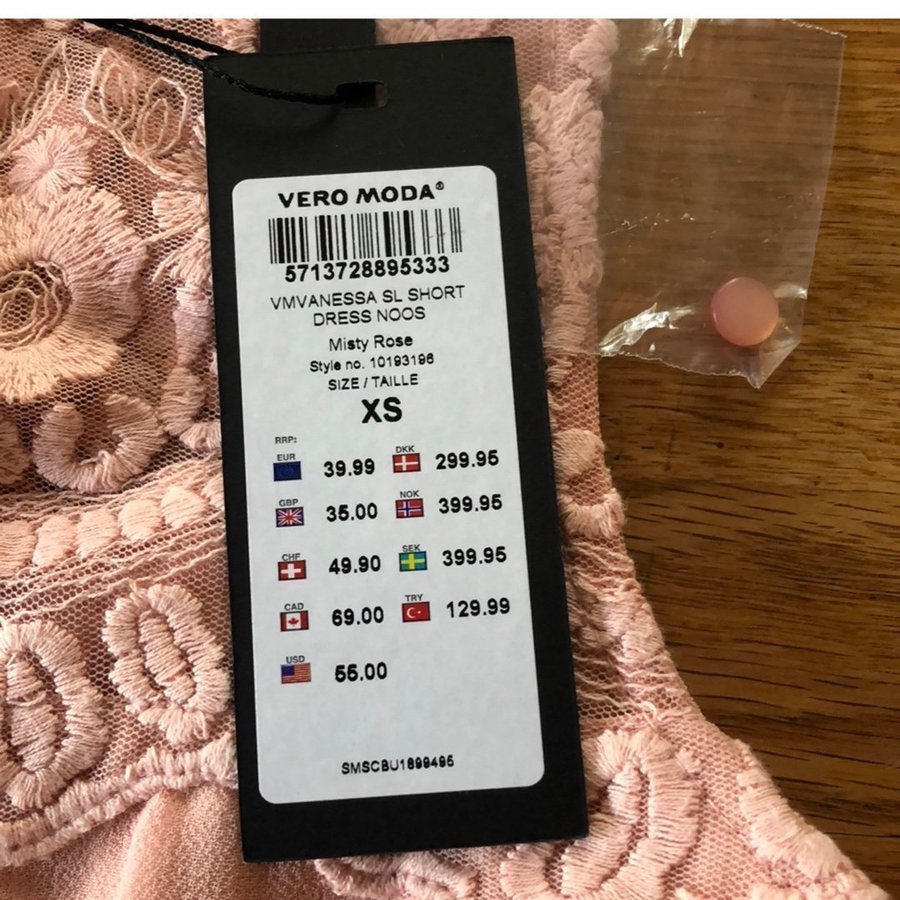 VERO MODA®
5713728895333
VMVANESSA SL SHORT
DRESS NOOS
Misty Rose
Style no. 10193196
SIZE / TAILLE
XS
RRP:
EUR 39.99 DKK 299.95
GBP 35.00 NOK 399.95
CHF 49.90 SEK 399.95
CAD 69.00 TRY 129.99
USD 55.00
SMSCBU1899495